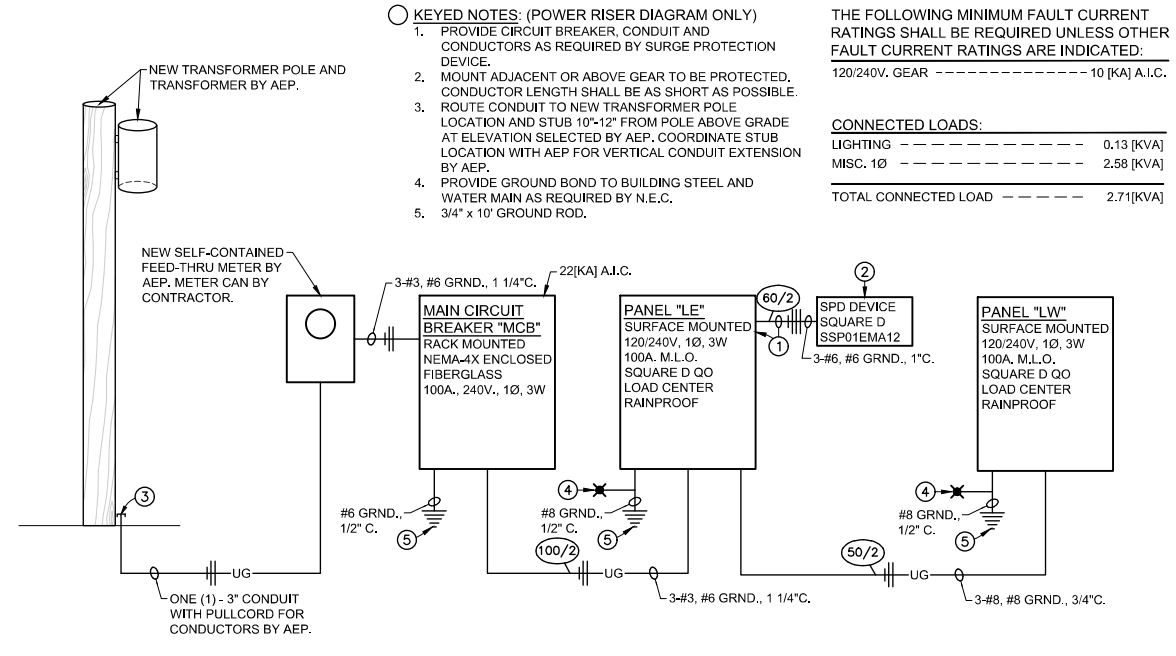 KEYED NOTES: (POWER RISER DIAGRAM ONLY)
1. PROVIDE CIRCUIT BREAKER, CONDUIT AND
CONDUCTORS AS REQUIRED BY SURGE PROTECTION
DEVICE.
2. MOUNT ADJACENT OR ABOVE GEAR TO BE PROTECTED.
CONDUCTOR LENGTH SHALL BE AS SHORT AS POSSIBLE.
3. ROUTE CONDUIT TO NEW TRANSFORMER POLE
LOCATION AND STUB 10"-12" FROM POLE ABOVE GRADE
AT ELEVATION SELECTED BY AEP. COORDINATE STUB
LOCATION WITH AEP FOR VERTICAL CONDUIT EXTENSION
BY AEP.
4. PROVIDE GROUND BOND TO BUILDING STEEL AND
WATER MAIN AS REQUIRED BY N.E.C.
5. 3/4" x 10' GROUND ROD.
THE FOLLOWING MINIMUM FAULT CURRENT
RATINGS SHALL BE REQUIRED UNLESS OTHER
FAULT CURRENT RATINGS ARE INDICATED:
120/240V. GEAR 10 [KA] A.I.C.
CONNECTED LOADS:
LIGHTING 0.13 [KVA]
MISC. 1Ø 2.58 [KVA]
TOTAL CONNECTED LOAD 2.71[KVA]
NEW TRANSFORMER POLE AND
TRANSFORMER BY AEP.
NEW SELF-CONTAINED
FEED-THRU METER BY
AEP. METER CAN BY
CONTRACTOR.
3-#3, #6 GRND., 1 1/4"C.
22[KA] A.I.C.
MAIN CIRCUIT
BREAKER "MCB"
RACK MOUNTED
NEMA-4X ENCLOSED
FIBERGLASS
100A., 240V., 1Ø, 3W
PANEL "LE"
SURFACE MOUNTED
120/240V, 1Ø, 3W
100A. M.L.O.
SQUARE D QO
LOAD CENTER
RAINPROOF
60/2
1
2
SPD DEVICE
SQUARE D
SSP01EMA12
3-#6, #6 GRND., 1"C.
PANEL "LW"
SURFACE MOUNTED
120/240V, 1Ø, 3W
100A. M.L.O.
SQUARE D QO
LOAD CENTER
RAINPROOF
3
#6 GRND.,
1/2" C.
5
4
#8 GRND.,
1/2" C.
5
4
#8 GRND.,
1/2" C.
5
UG
ONE (1) - 3" CONDUIT
WITH PULLCORD FOR
CONDUCTORS BY AEP.
100/2
UG
3-#3, #6 GRND., 1 1/4"C.
50/2
UG
3-#8, #8 GRND., 3/4"C.